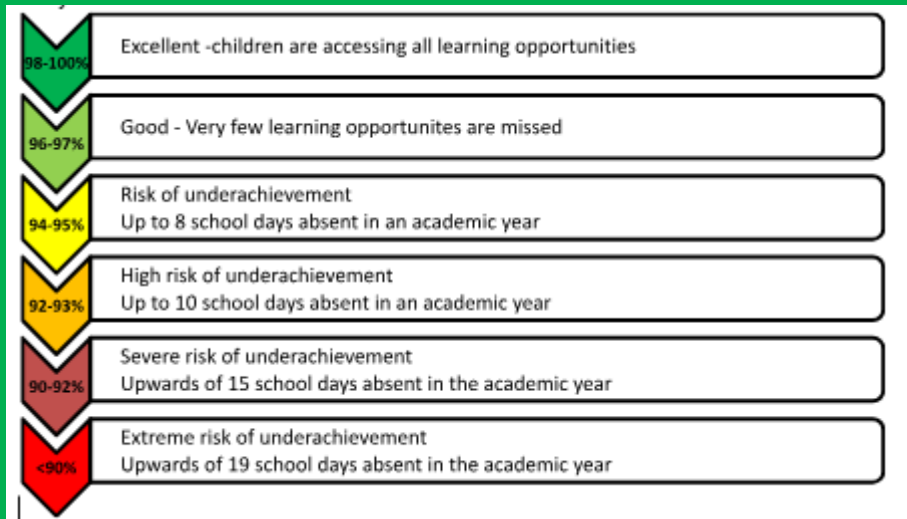 98-100%
Excellent -children are accessing all learning opportunities
96-97%
Good - Very few learning opportunites are missed
94-95%
Risk of underachievement
Up to 8 school days absent in an academic year
92-93%
High risk of underachievement
Up to 10 school days absent in an academic year
90-92%
Severe risk of underachievement
Upwards of 15 school days absent in the academic year
<90%
Extreme risk of underachievement
Upwards of 19 school days absent in the academic year